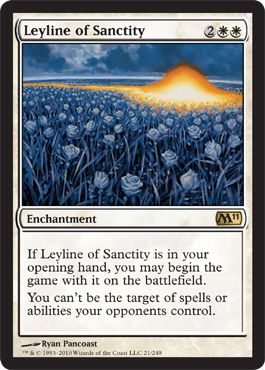 Leyline of Sanctity 2
Enchantment M11
If Leyline of Sanctity is in your
opening hand, you may begin the
game with it on the battlefield.
You can't be the target of spells or
abilities your opponents control.
Ryan Pancoast
™ & © 1993–2010 Wizards of the Coast LLC 21/249